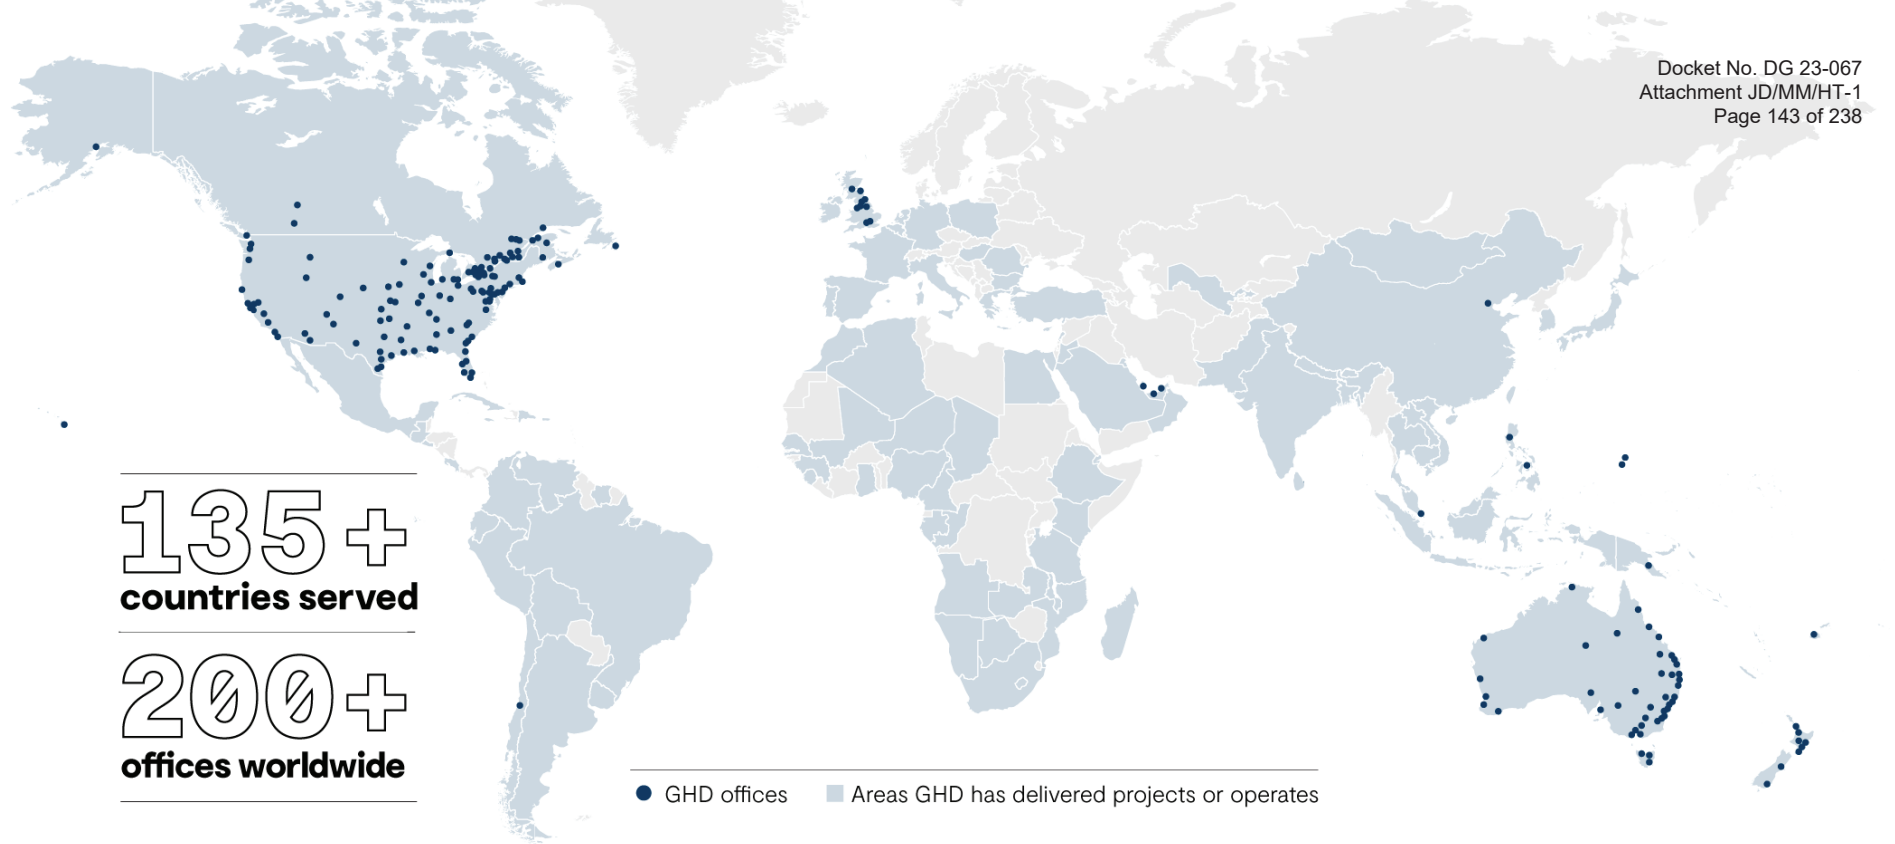 Docket No. DG 23-067
Attachment JD/MM/HT-1
Page 143 of 238
135+
countries served
200+
offices worldwide
GHD offices
Areas GHD has delivered projects or operates